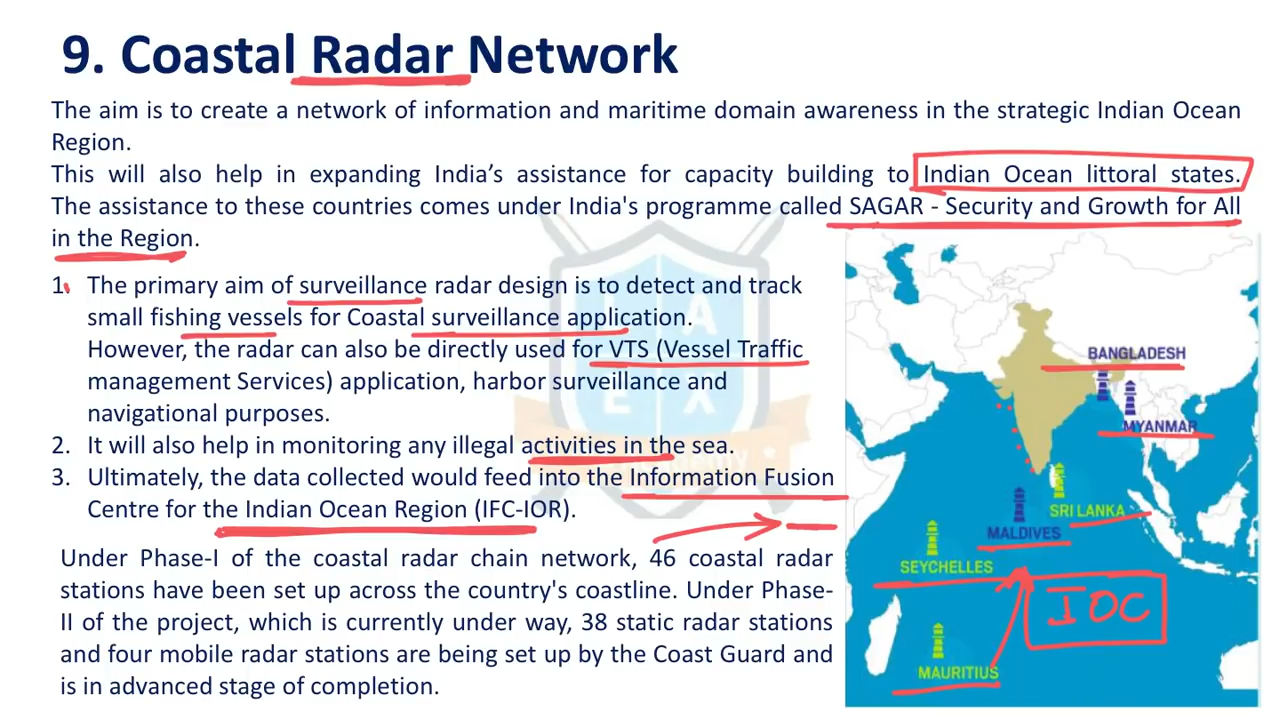 9. Coastal Radar Network
The aim is to create a network of information and maritime domain awareness in the strategic Indian Ocean
Region.
This will also help in expanding India’s assistance for capacity building to Indian Ocean littoral states.
The assistance to these countries comes under India's programme called SAGAR - Security and Growth for All
in the Region.
1. The primary aim of surveillance radar design is to detect and track
small fishing vessels for Coastal surveillance application.
However, the radar can also be directly used for VTS (Vessel Traffic
management Services) application, harbor surveillance and
navigational purposes.
2. It will also help in monitoring any illegal activities in the sea.
3. Ultimately, the data collected would feed into the Information Fusion
Centre for the Indian Ocean Region (IFC-IOR).
Under Phase-I of the coastal radar chain network, 46 coastal radar
stations have been set up across the country's coastline. Under Phase-
II of the project, which is currently under way, 38 static radar stations
and four mobile radar stations are being set up by the Coast Guard and
is in advanced stage of completion.
BANGLADESH
MYANMAR
SRI LANKA
MALDIVES
SEYCHELLES
IOC
MAURITIUS
L A
E X